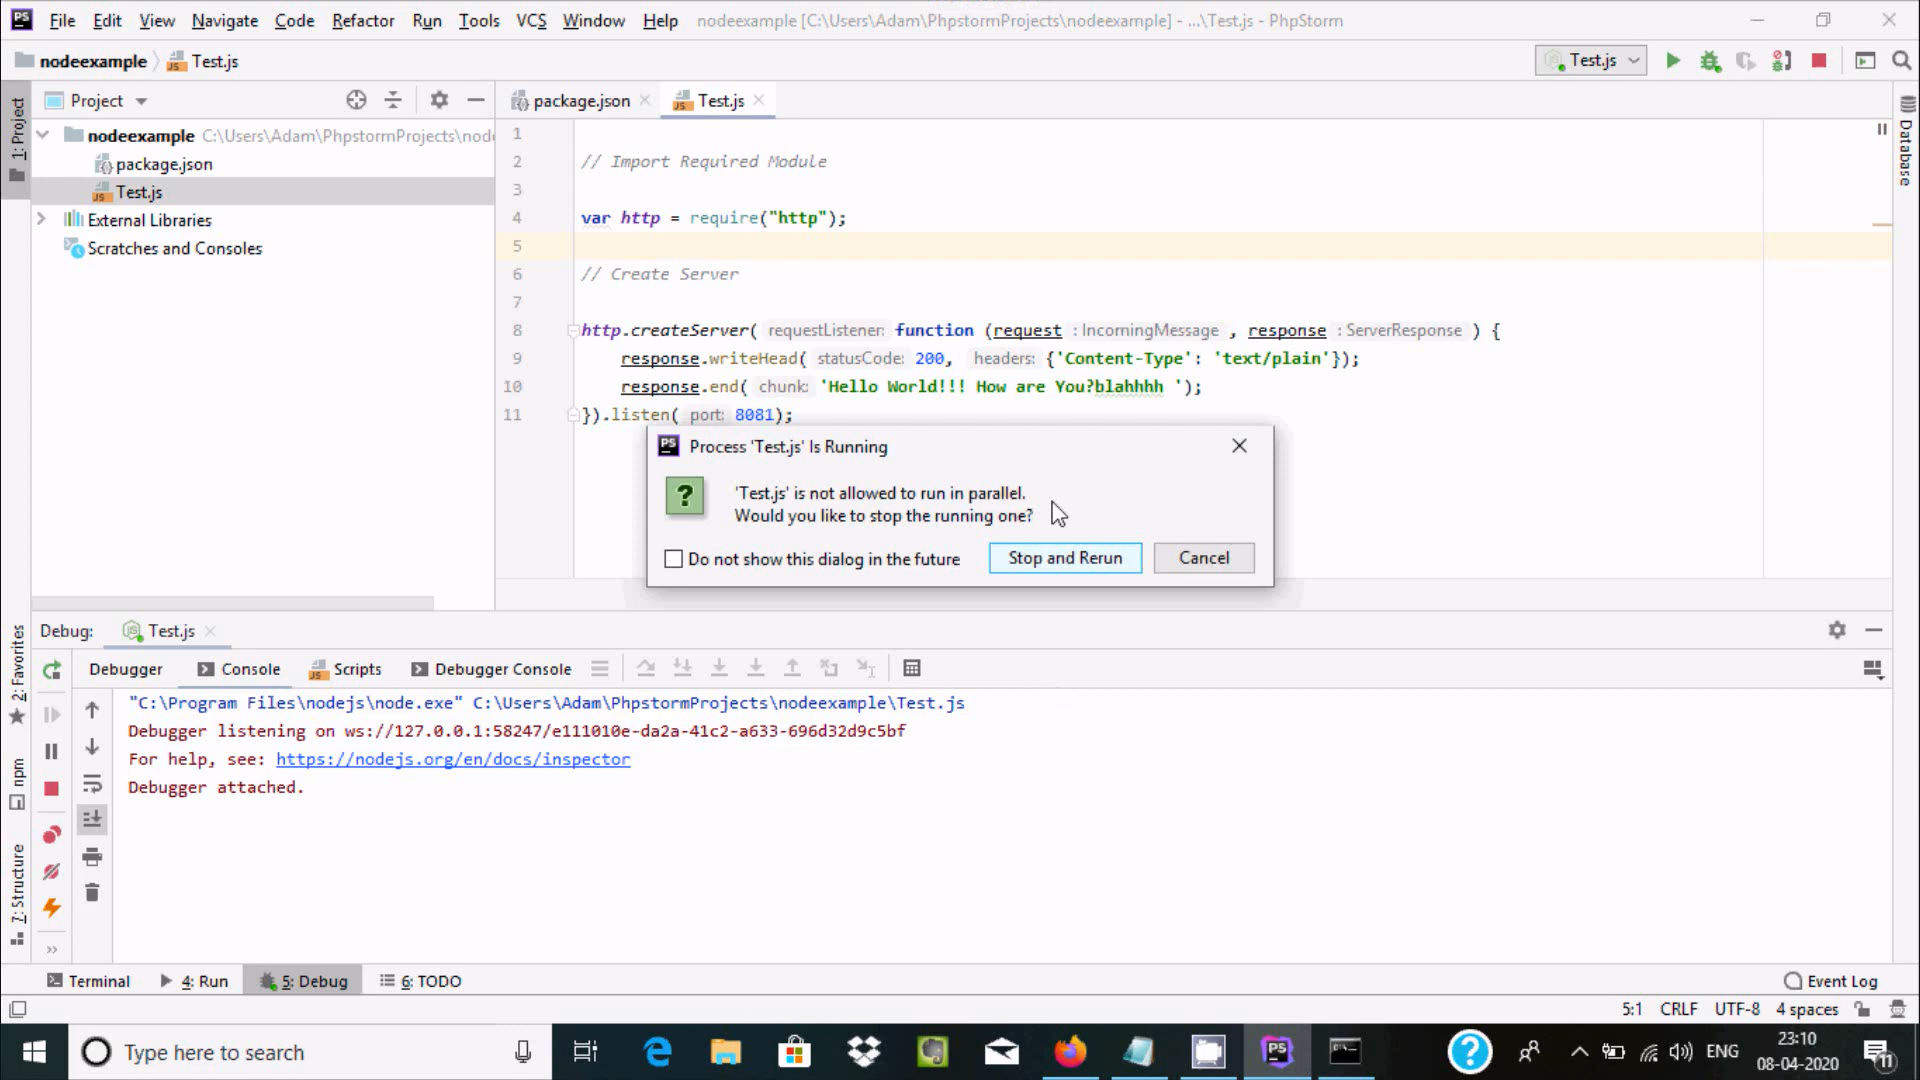 PS File Edit View Navigate Code Refactor Run Tools VCS Window Help nodeexample [C:\Users\Adam\PhpstormProjects\nodeexample] - ...\Test.js - PhpStorm
nodeexample Test.js Test.js
Project package.json Test.js
1: Project
Database
nodeexample C:\Users\Adam\PhpstormProjects\node
package.json
Test.js
External Libraries
Scratches and Consoles
1
2 // Import Required Module
3
4 var http = require("http");
5
6 // Create Server
7
8 http.createServer( requestListener: function (request : IncomingMessage , response : ServerResponse ) {
9 response.writeHead( statusCode: 200, headers: {'Content-Type': 'text/plain'});
10 response.end( chunk: 'Hello World!!! How are You?blahhhh ');
11 }).listen( port: 8081);
PS Process 'Test.js' Is Running
? 'Test.js' is not allowed to run in parallel.
Would you like to stop the running one?
Do not show this dialog in the future Stop and Rerun Cancel
Debug: Test.js
Debugger Console Scripts Debugger Console
"C:\Program Files\nodejs\node.exe" C:\Users\Adam\PhpstormProjects\nodeexample\Test.js
Debugger listening on ws://127.0.0.1:58247/e111010e-da2a-41c2-a633-696d32d9c5bf
For help, see: https://nodejs.org/en/docs/inspector
Debugger attached.
2: Favorites
npm
7: Structure
Terminal 4: Run 5: Debug 6: TODO Event Log
5:1 CRLF UTF-8 4 spaces
Type here to search PS ? ENG 23:10
08-04-2020 11